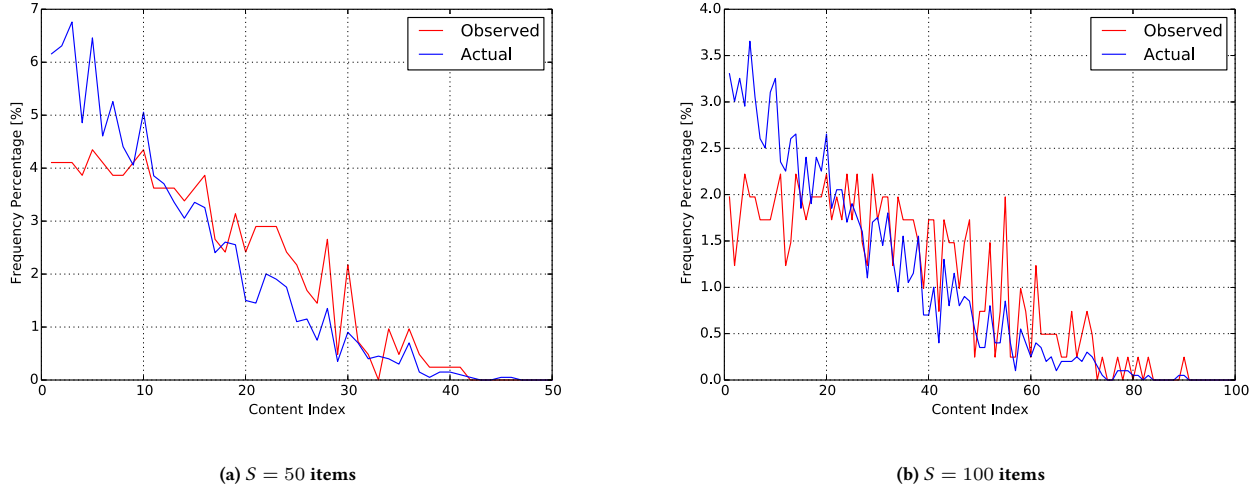 7
6
5
4
3
2
1
0
Frequency Percentage [%]
0 10 20 30 40 50
Content Index
Observed
Actual
(a) S = 50 items
4.0
3.5
3.0
2.5
2.0
1.5
1.0
0.5
0.0
Frequency Percentage [%]
0 20 40 60 80 100
Content Index
Observed
Actual
(b) S = 100 items